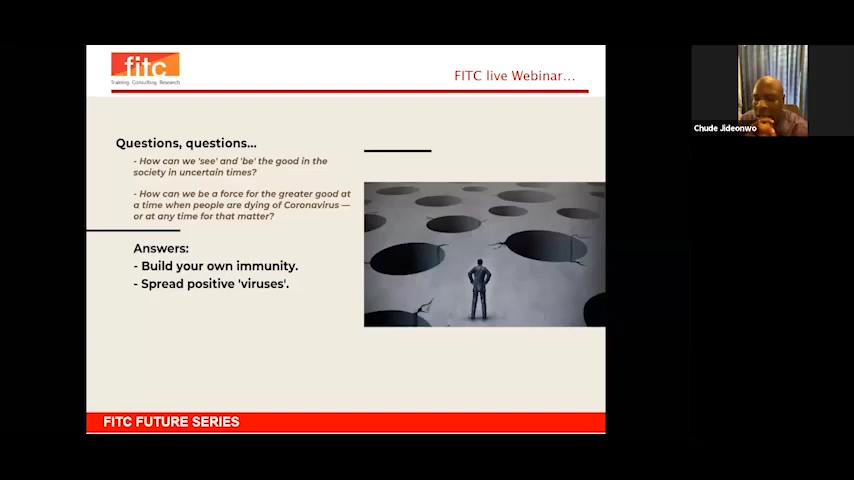 fitc
Training Consulting Research
FITC live Webinar...
Questions, questions...
- How can we 'see' and 'be' the good in the
society in uncertain times?
- How can we be a force for the greater good at
a time when people are dying of Coronavirus —
or at any time for that matter?
Answers:
- Build your own immunity.
- Spread positive 'viruses'.
FITC FUTURE SERIES
Chude Jideonwo